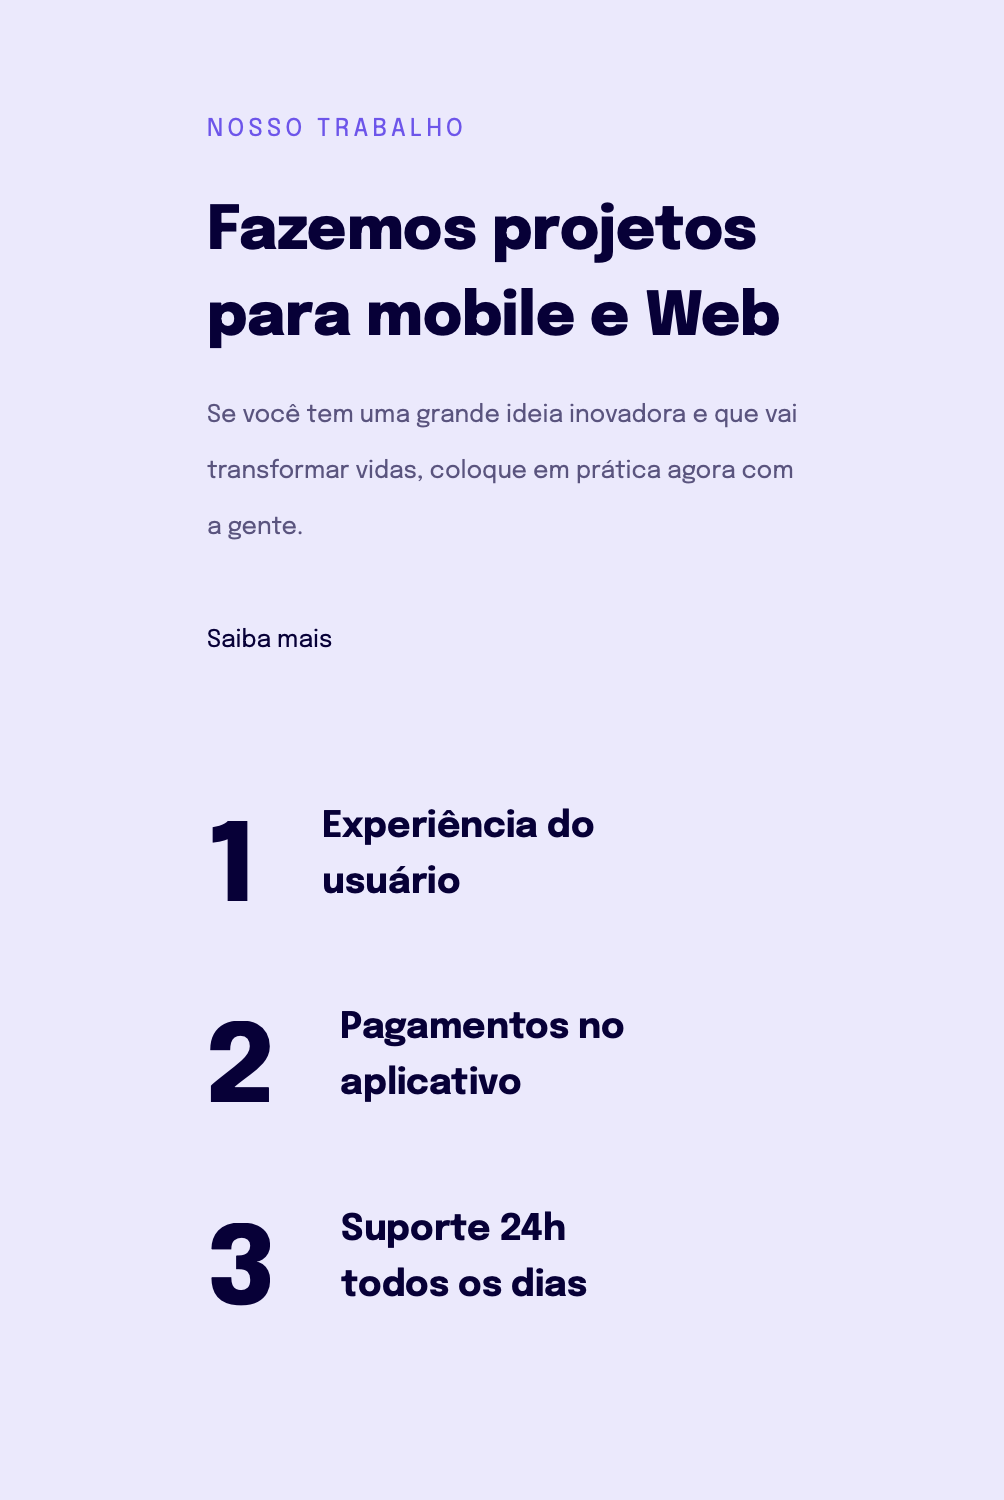 NOSSO TRABALHO
Fazemos projetos
para mobile e Web
Se você tem uma grande ideia inovadora e que vai
transformar vidas, coloque em prática agora com
a gente.
Saiba mais
1
Experiência do
usuário
2
Pagamentos no
aplicativo
3
Suporte 24h
todos os dias